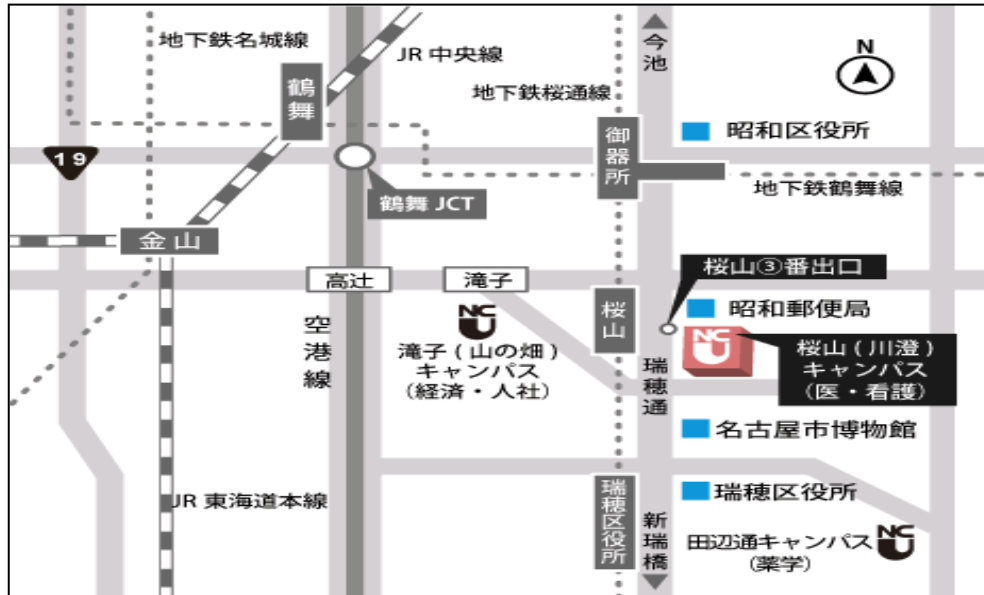 地下鉄名城線
JR 中央線
今池
N
鶴舞
地下鉄桜通線
御器所
昭和区役所
19
鶴舞 JCT
地下鉄鶴舞線
金山
桜山③番出口
高辻
滝子
桜山
昭和郵便局
空港線
NCU
滝子 ( 山の畑 )
キャンパス
(経済・人社)
瑞穂通
NCU
桜山 ( 川澄 )
キャンパス
(医・看護)
名古屋市博物館
JR 東海道本線
瑞穂区役所
瑞穂区役所
新瑞橋
田辺通キャンパス
(薬学)
NCU